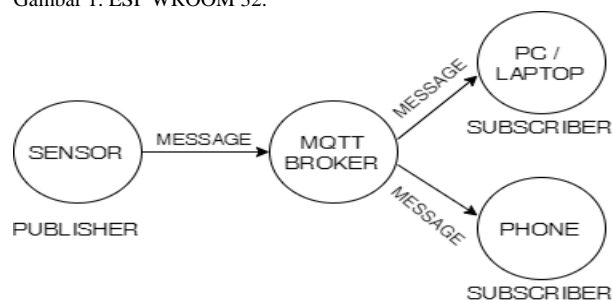 Gambar 1. ESP WROOM 32.
PC /
LAPTOP
SUBSCRIBER
MESSAGE
SENSOR
PUBLISHER
MESSAGE
MQTT
BROKER
MESSAGE
PHONE
SUBSCRIBER